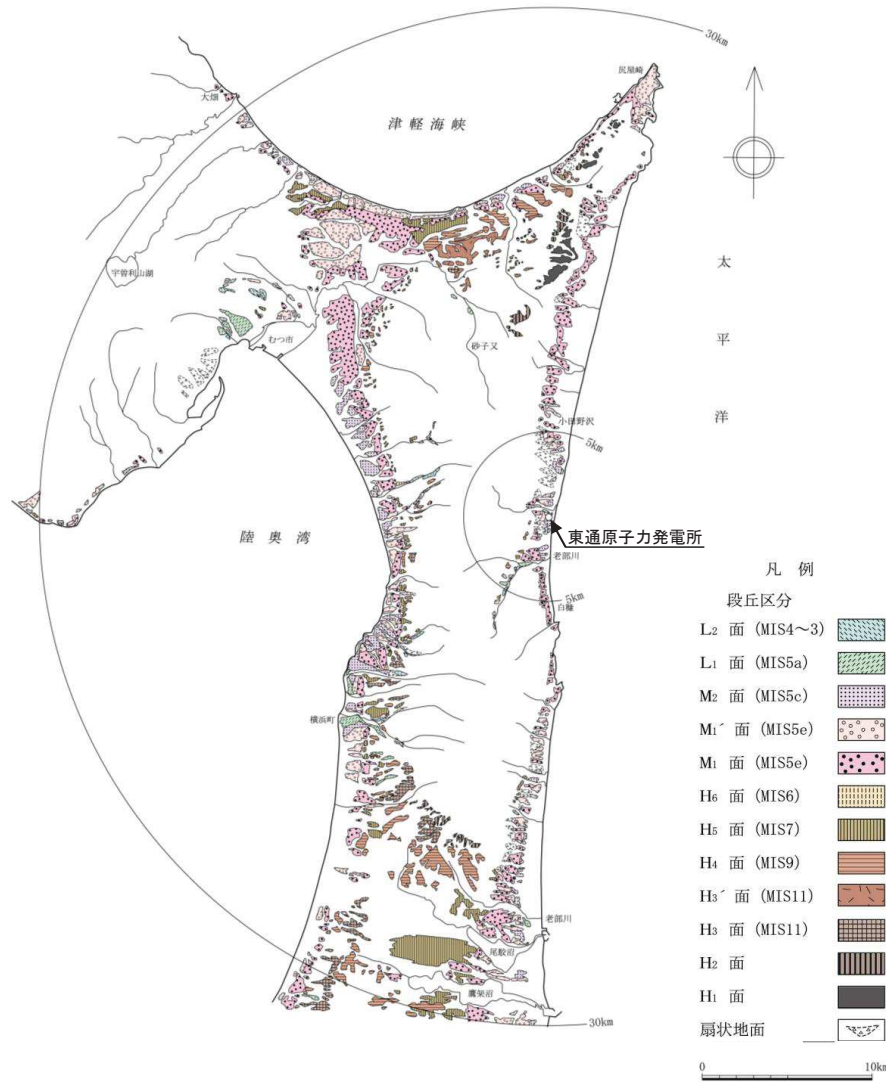 30km
尻屋崎
大畑
津軽海峡
宇曽利山湖
太平洋
むつ市
砂子又
小田野沢
5km
陸奥湾
東通原子力発電所
老部川
5km
白糠
横浜町
老部川
尾駮沼
鷹架沼
30km
凡 例
段丘区分
L₂ 面 (MIS4～3)
L₁ 面 (MIS5a)
M₂ 面 (MIS5c)
M₁´ 面 (MIS5e)
M₁ 面 (MIS5e)
H₆ 面 (MIS6)
H₅ 面 (MIS7)
H₄ 面 (MIS9)
H₃´ 面 (MIS11)
H₃ 面 (MIS11)
H₂ 面
H₁ 面
扇状地面
0 10km